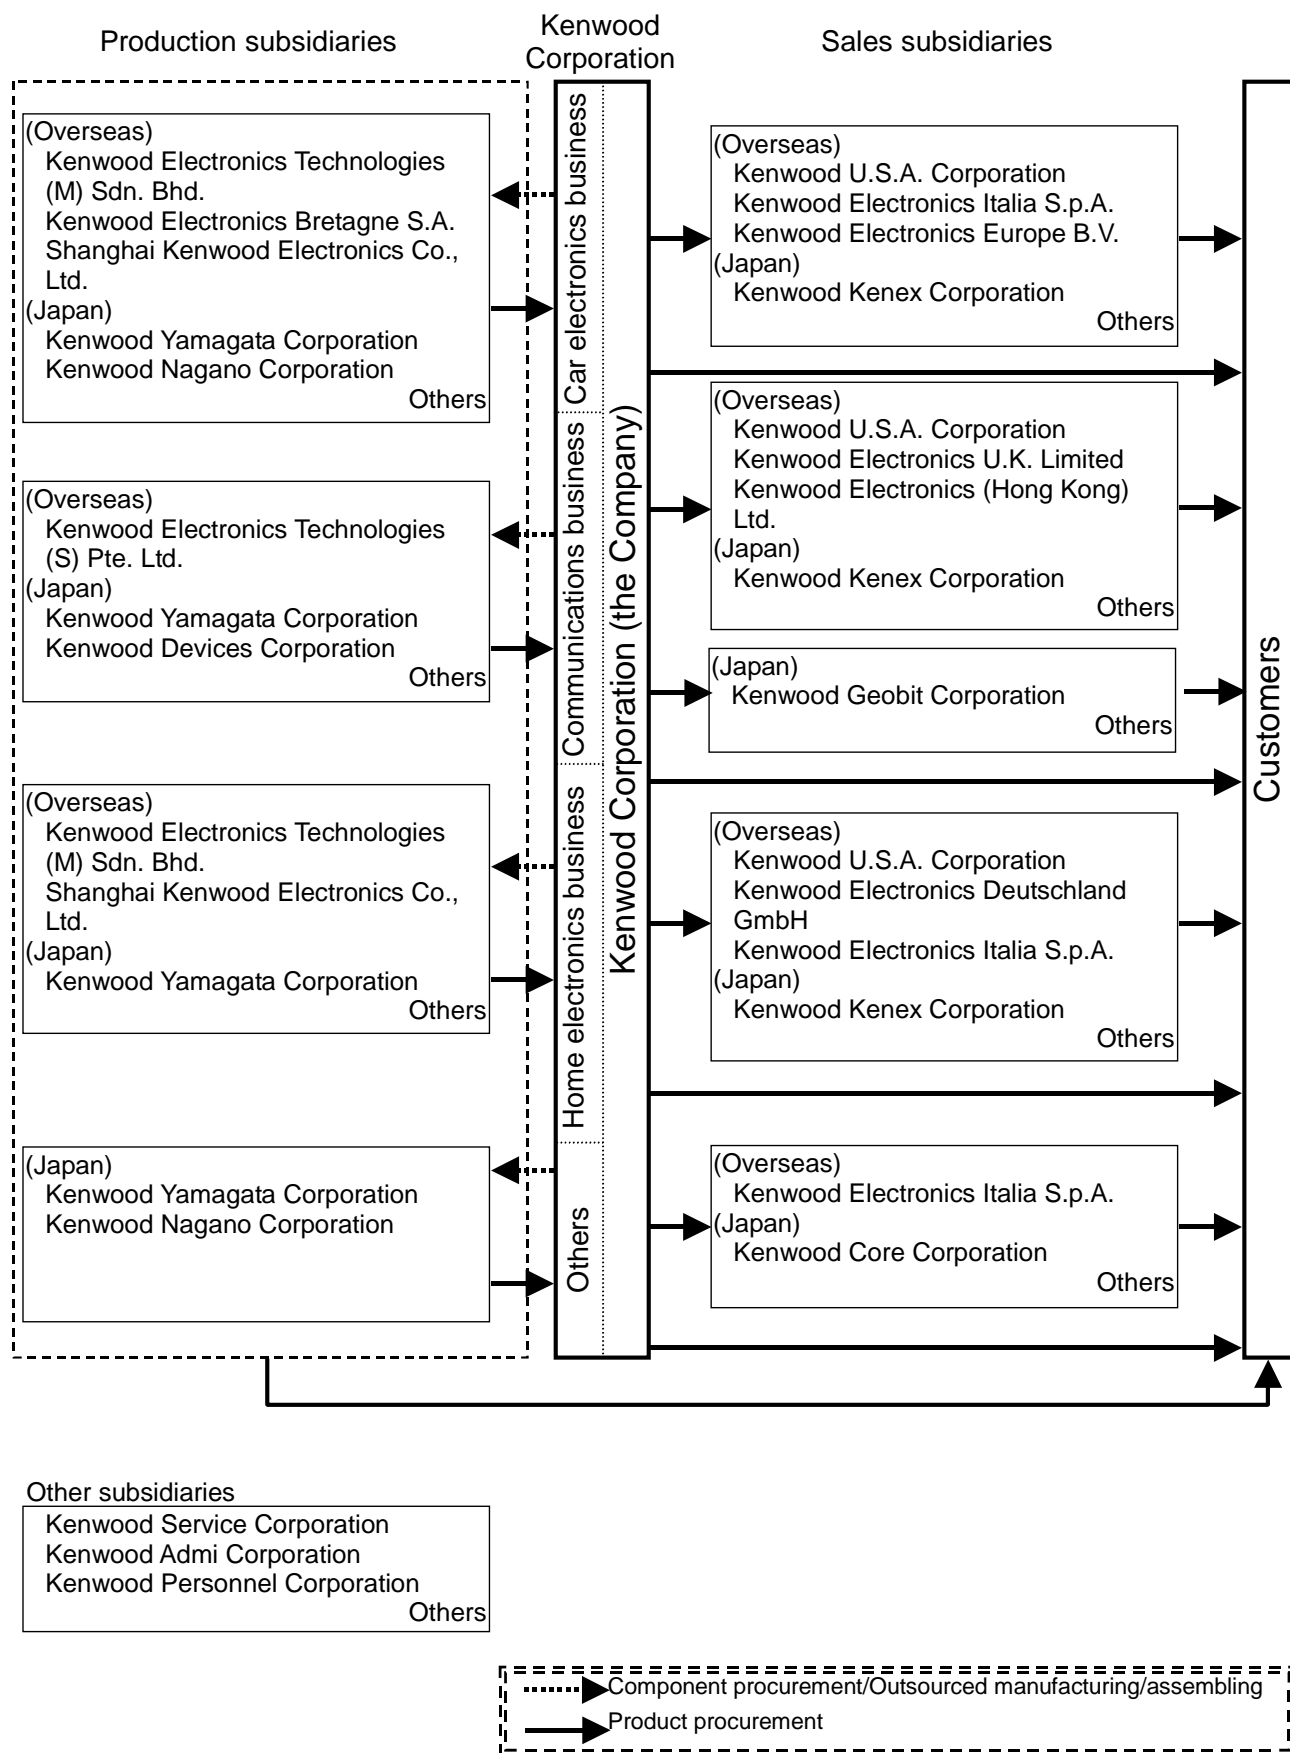 Production subsidiaries
Kenwood
Corporation
Sales subsidiaries
(Overseas)
Kenwood Electronics Technologies
(M) Sdn. Bhd.
Kenwood Electronics Bretagne S.A.
Shanghai Kenwood Electronics Co.,
Ltd.
(Japan)
Kenwood Yamagata Corporation
Kenwood Nagano Corporation
Others
(Overseas)
Kenwood Electronics Technologies
(S) Pte. Ltd.
(Japan)
Kenwood Yamagata Corporation
Kenwood Devices Corporation
Others
(Overseas)
Kenwood Electronics Technologies
(M) Sdn. Bhd.
Shanghai Kenwood Electronics Co.,
Ltd.
(Japan)
Kenwood Yamagata Corporation
Others
(Japan)
Kenwood Yamagata Corporation
Kenwood Nagano Corporation
Car electronics business
Communications business
Home electronics business
Others
Kenwood Corporation (the Company)
(Overseas)
Kenwood U.S.A. Corporation
Kenwood Electronics Italia S.p.A.
Kenwood Electronics Europe B.V.
(Japan)
Kenwood Kenex Corporation
Others
(Overseas)
Kenwood U.S.A. Corporation
Kenwood Electronics U.K. Limited
Kenwood Electronics (Hong Kong)
Ltd.
(Japan)
Kenwood Kenex Corporation
Others
(Japan)
Kenwood Geobit Corporation
Others
(Overseas)
Kenwood U.S.A. Corporation
Kenwood Electronics Deutschland
GmbH
Kenwood Electronics Italia S.p.A.
(Japan)
Kenwood Kenex Corporation
Others
(Overseas)
Kenwood Electronics Italia S.p.A.
(Japan)
Kenwood Core Corporation
Others
Customers
Other subsidiaries
Kenwood Service Corporation
Kenwood Admi Corporation
Kenwood Personnel Corporation
Others
Component procurement/Outsourced manufacturing/assembling
Product procurement